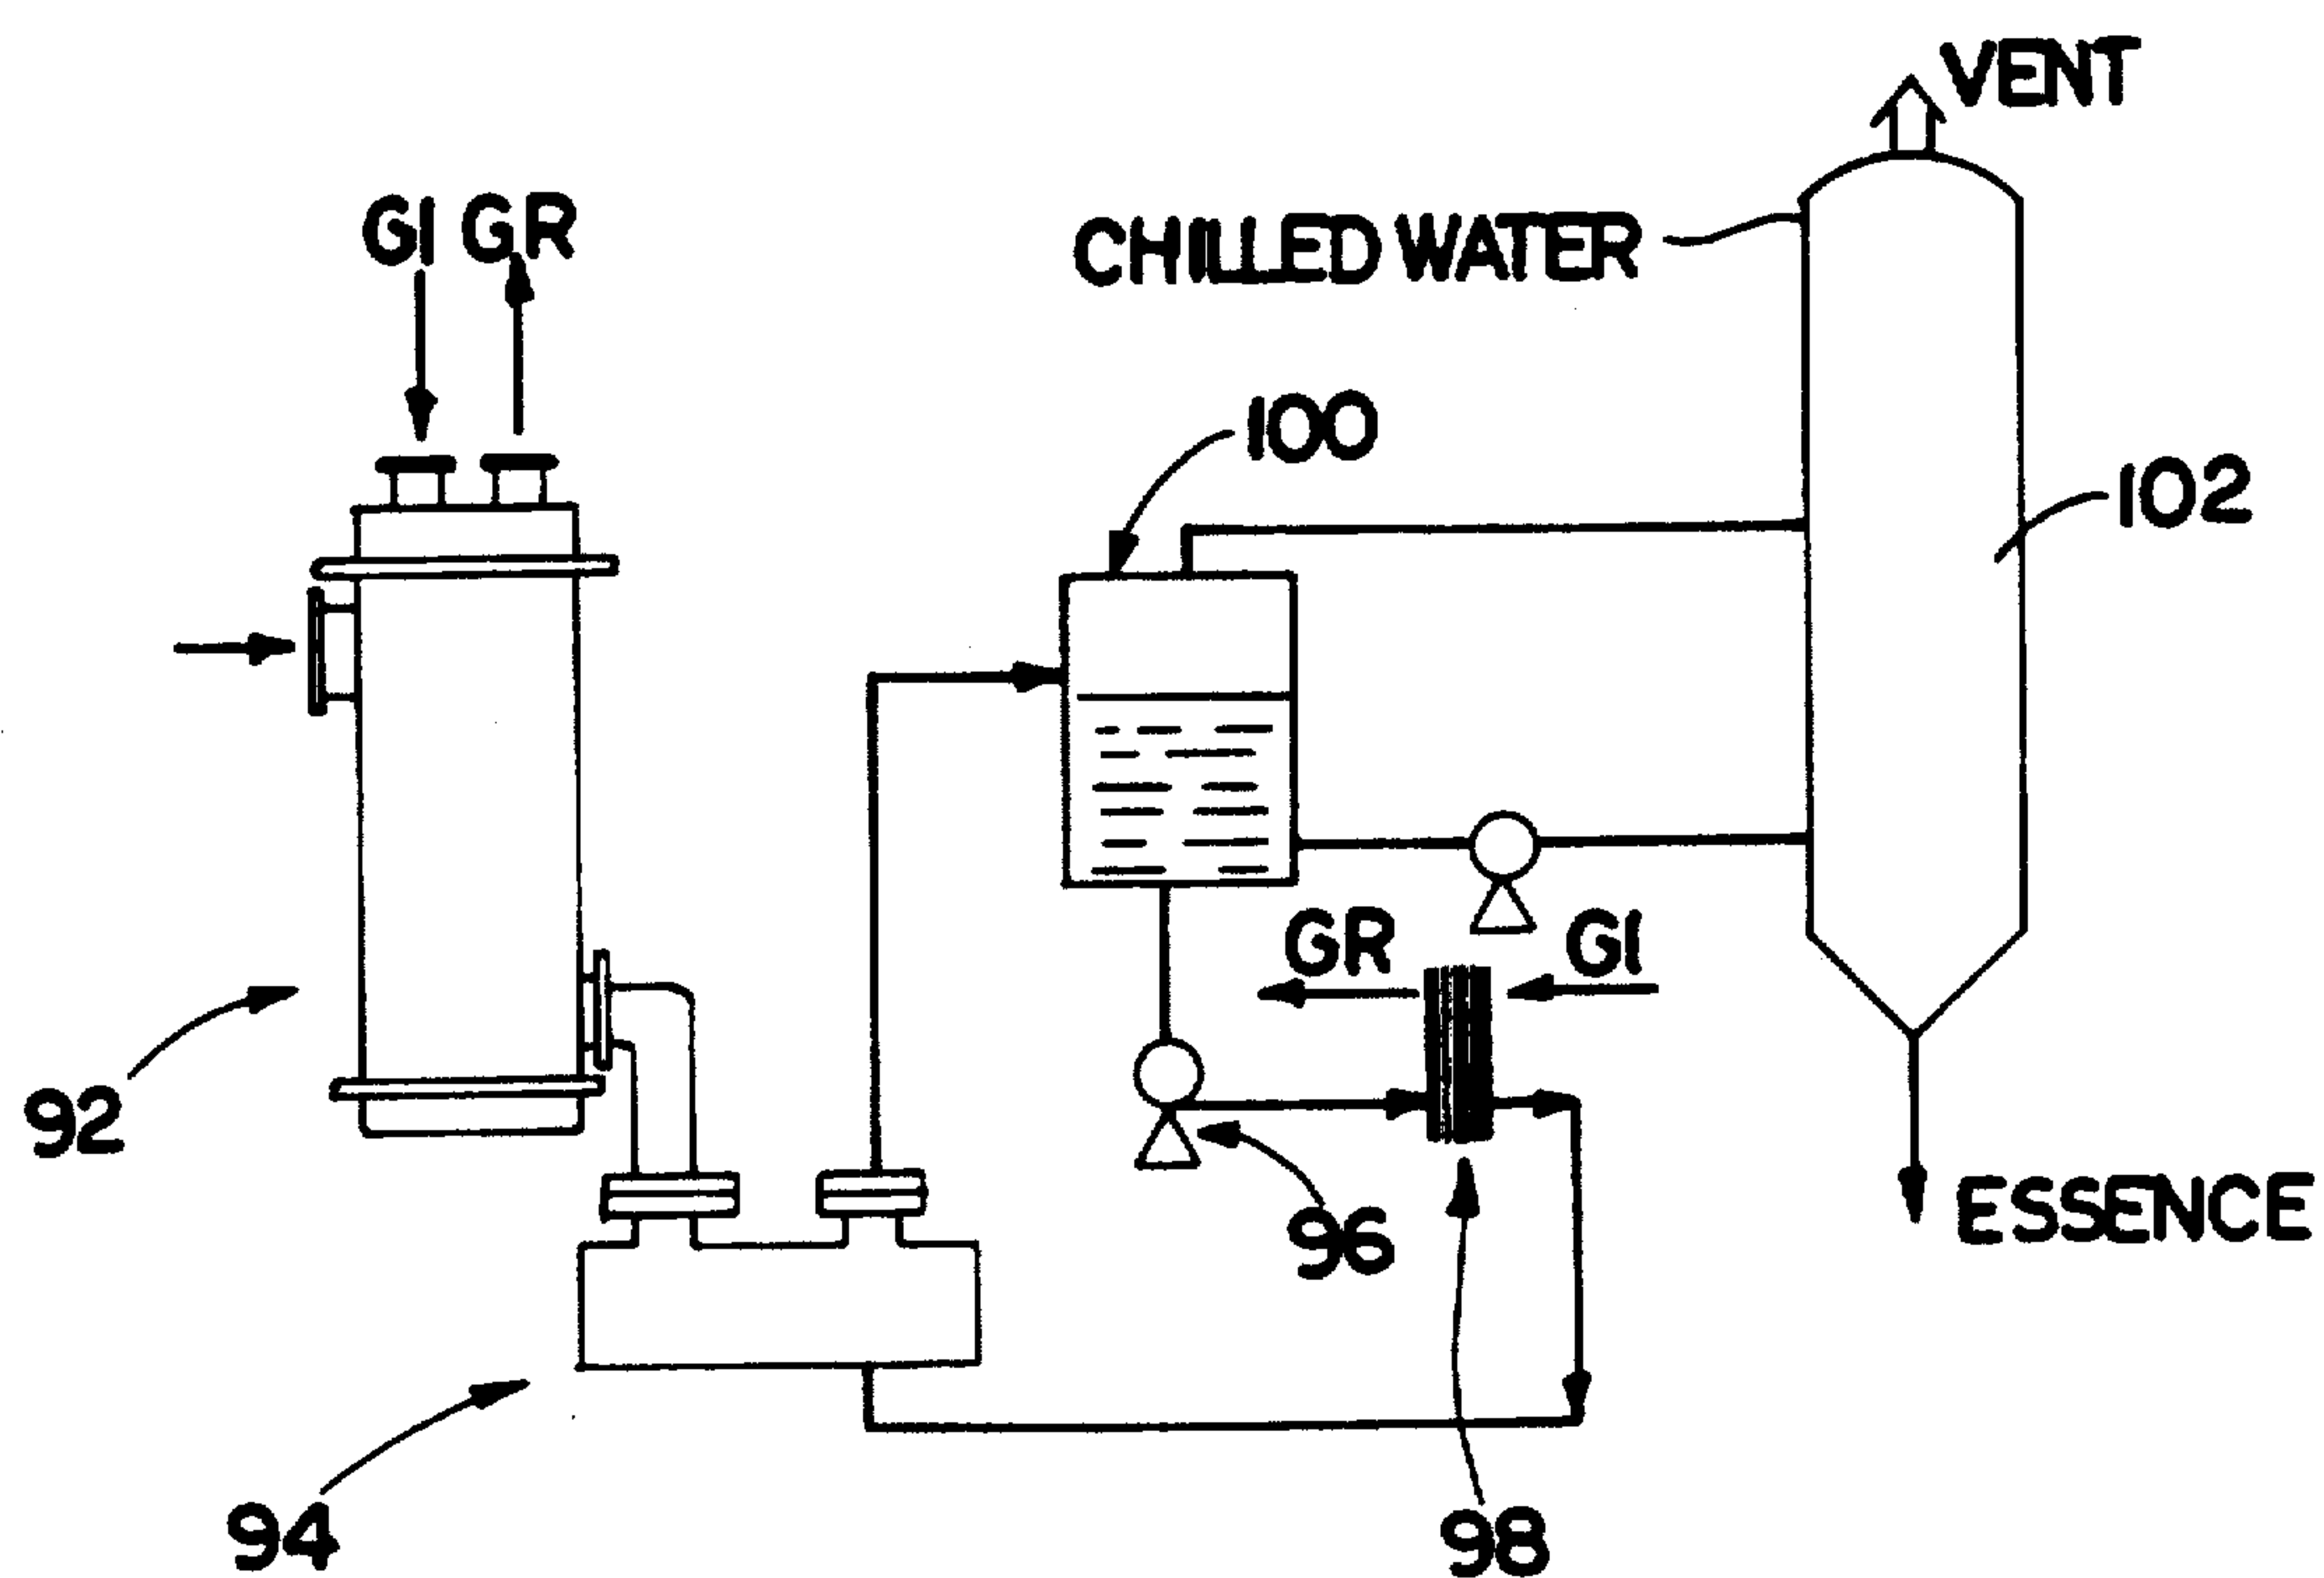 VENT
GI GR
CHILLED WATER
100
102
GR
GI
92
96
ESSENCE
94
98